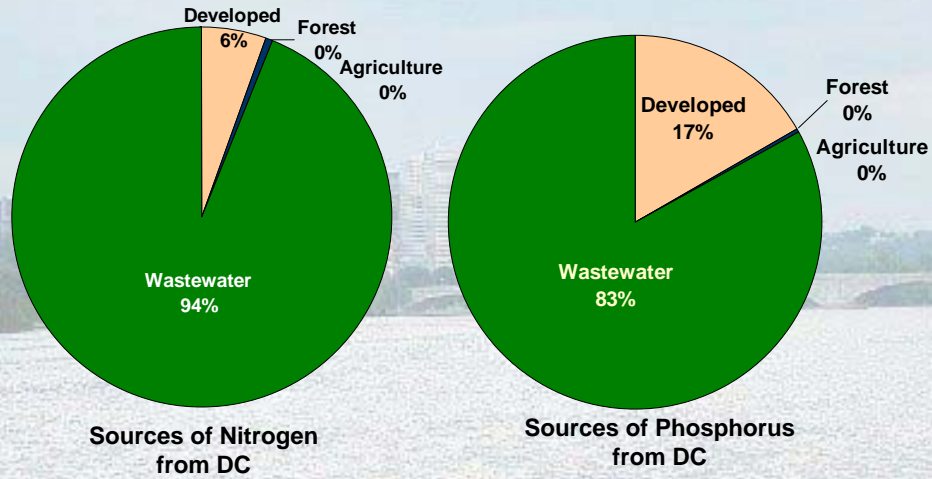 Developed
6%
Forest
0%
Agriculture
0%
Wastewater
94%
Sources of Nitrogen
from DC
Developed
17%
Forest
0%
Agriculture
0%
Wastewater
83%
Sources of Phosphorus
from DC